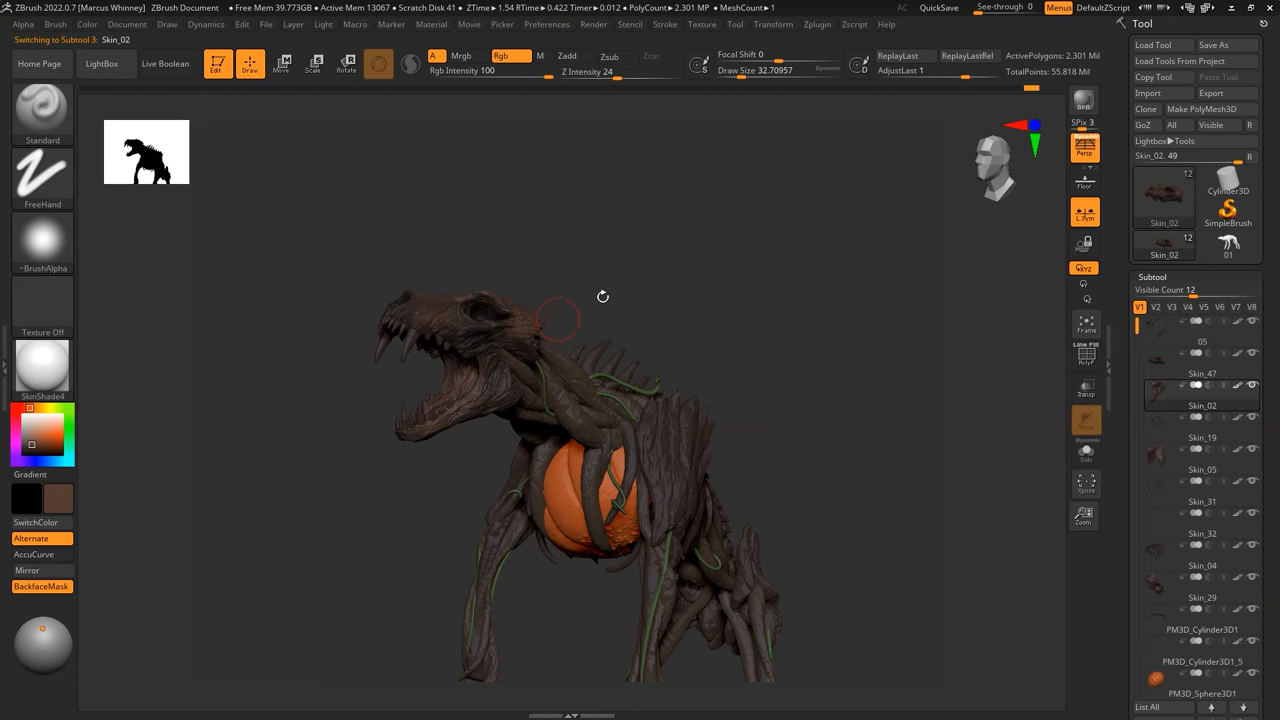 ZBrush 2022.0.7 [Marcus Whinney] ZBrush Document • Free Mem 39.773GB • Active Mem 13067 • Scratch Disk 41 • ZTime▸1.54 RTime▸0.422 Timer▸0.012 • PolyCount▸2.301 MP • MeshCount▸1 AC QuickSave See-through 0 Menus DefaultZScript
Alpha Brush Color Document Draw Dynamics Edit File Layer Light Macro Marker Material Movie Picker Preferences Render Stencil Stroke Texture Tool Transform Zplugin Zscript Help
Switching to Subtool 3: Skin_02
Home Page
LightBox
Live Boolean
Edit
Draw
Move
Scale
Rotate
A Mrgb Rgb M Zadd Zsub Zcut
Rgb Intensity 100 Z Intensity 24
S
Focal Shift 0
Draw Size 32.70957 Dynamic
D
ReplayLast ReplayLastRel
AdjustLast 1
ActivePolygons: 2.301 Mil
TotalPoints: 55.818 Mil
Standard
FreeHand
~BrushAlpha
Texture Off
SkinShade4
Gradient
SwitchColor
Alternate
AccuCurve
Mirror
BackfaceMask
BPR
SPix 3
Dynamic
Persp
Floor
L.Sym
XYZ
Frame
Line Fill
PolyF
Transp
Dynamic
Solo
Xpose
Zoom
Tool
Load Tool Save As
Load Tools From Project
Copy Tool Paste Tool
Import Export
Clone Make PolyMesh3D
GoZ All Visible R
Lightbox▸Tools
Skin_02. 49 R
12
Skin_02
Cylinder3D
SimpleBrush
12
Skin_02
01
Subtool
Visible Count 12
V1 V2 V3 V4 V5 V6 V7 V8
05
Skin_47
Skin_02
Skin_19
Skin_05
Skin_31
Skin_32
Skin_04
Skin_29
PM3D_Cylinder3D1
PM3D_Cylinder3D1_5
PM3D_Sphere3D1
List All